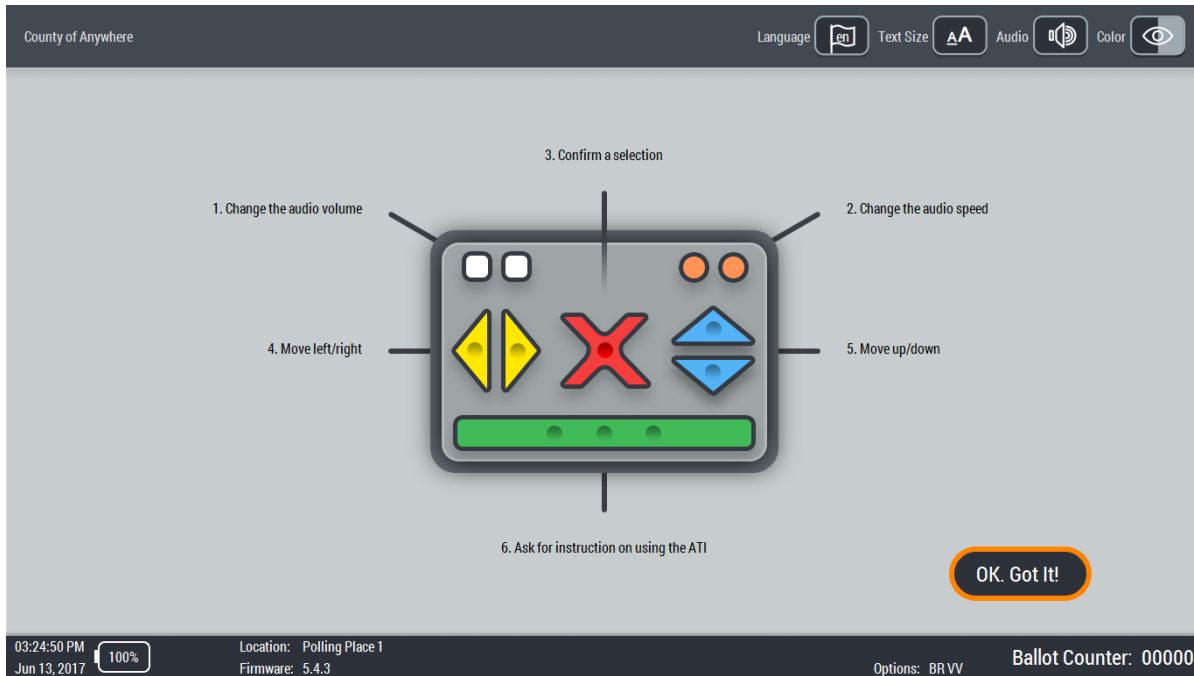 County of Anywhere
Language en Text Size AA Audio Color
3. Confirm a selection
1. Change the audio volume
2. Change the audio speed
4. Move left/right
5. Move up/down
6. Ask for instruction on using the ATI
OK. Got It!
03:24:50 PM
Jun 13, 2017
100%
Location: Polling Place 1
Firmware: 5.4.3
Options: BR VV
Ballot Counter: 00000